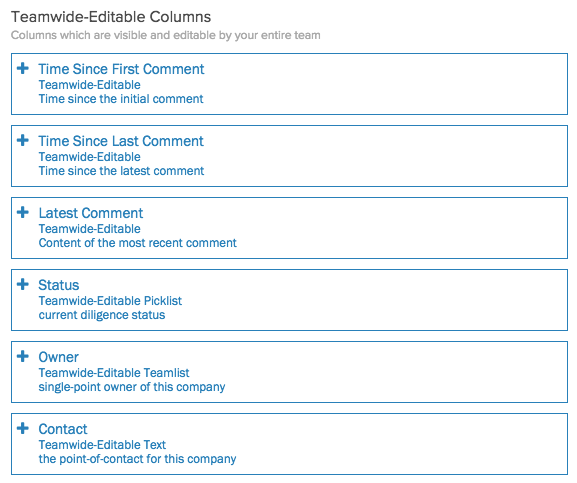 Teamwide-Editable Columns
Columns which are visible and editable by your entire team
+ Time Since First Comment
Teamwide-Editable
Time since the initial comment
+ Time Since Last Comment
Teamwide-Editable
Time since the latest comment
+ Latest Comment
Teamwide-Editable
Content of the most recent comment
+ Status
Teamwide-Editable Picklist
current diligence status
+ Owner
Teamwide-Editable Teamlist
single-point owner of this company
+ Contact
Teamwide-Editable Text
the point-of-contact for this company